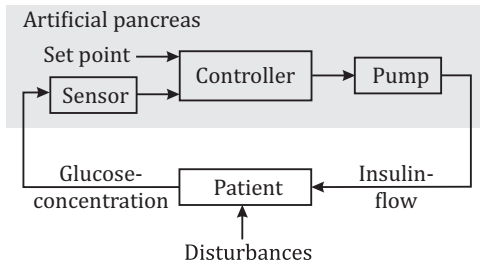 Artificial pancreas
Set point
Controller
Pump
Sensor
Glucose-
concentration
Patient
Insulin-
flow
Disturbances